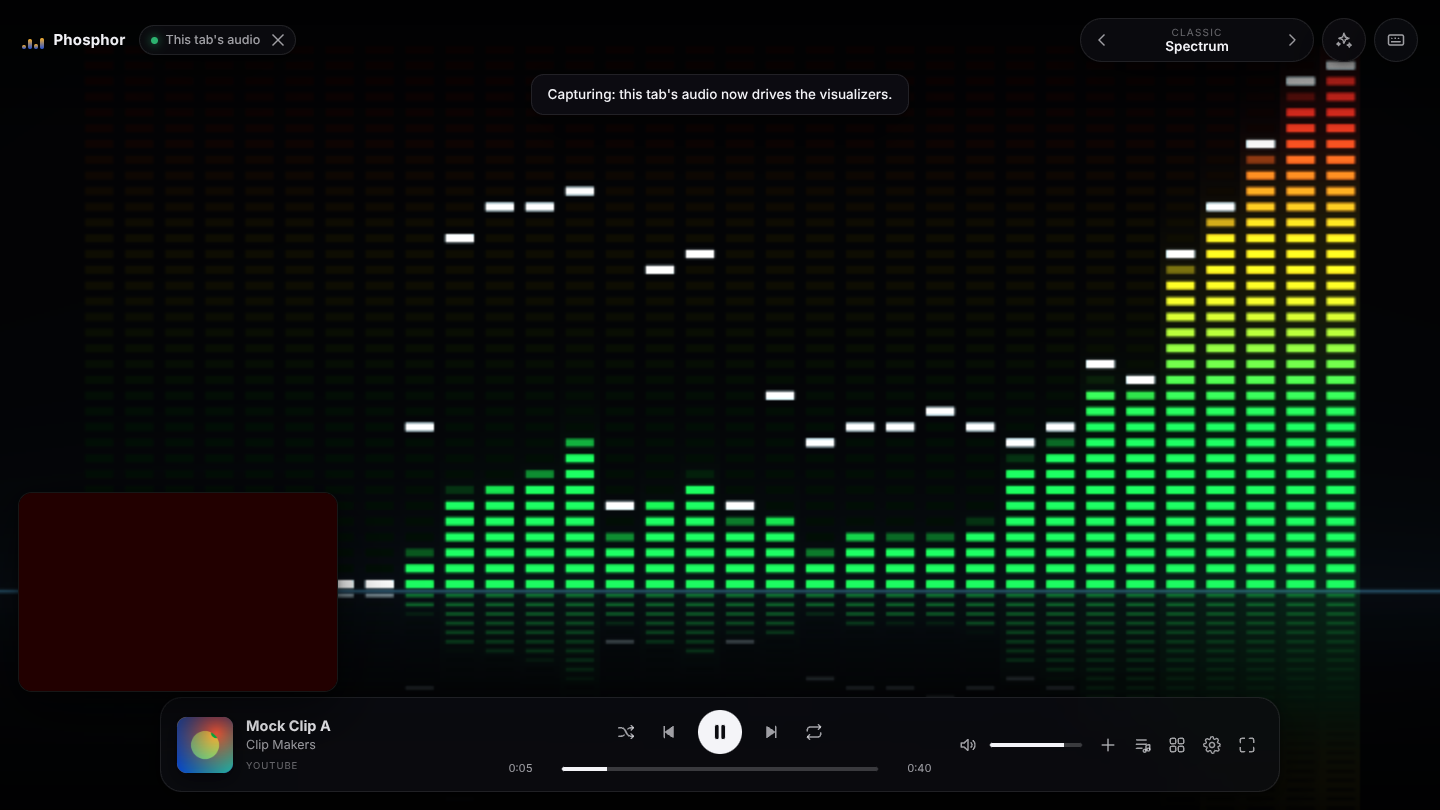 Phosphor
This tab's audio
CLASSIC
Spectrum
Capturing: this tab's audio now drives the visualizers.
Mock Clip A
Clip Makers
YOUTUBE
0:05
0:40